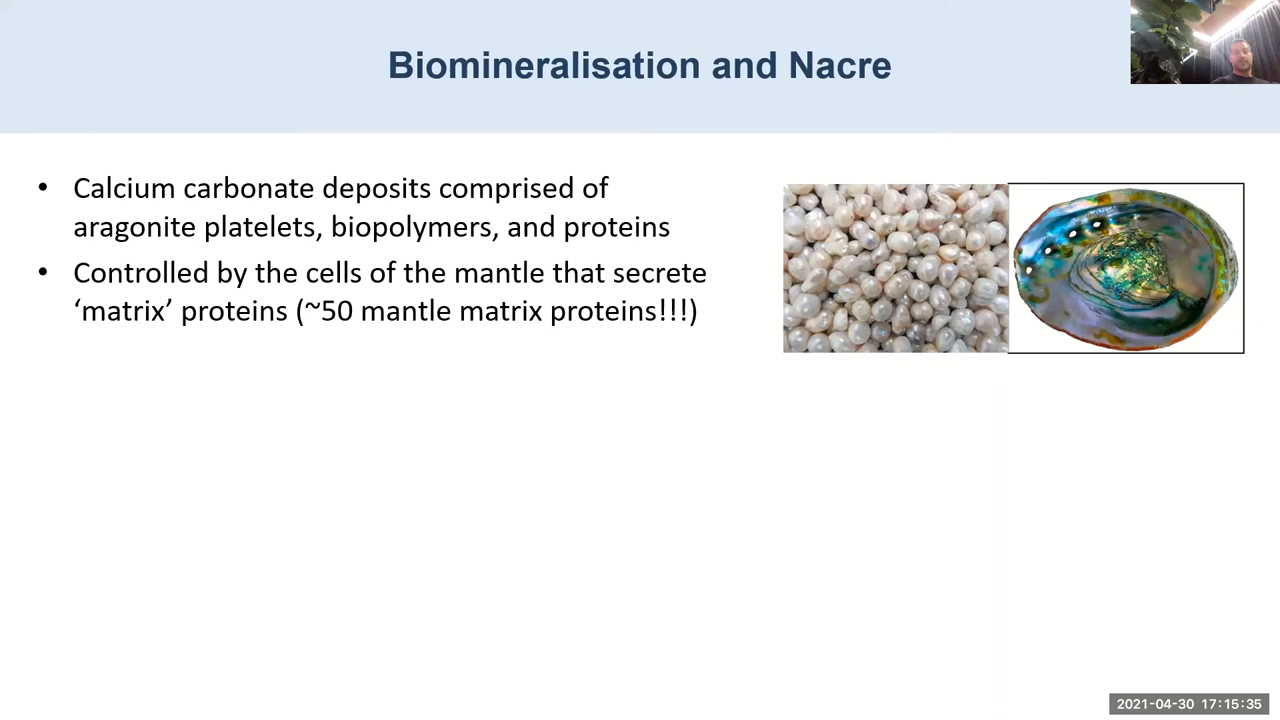 Biomineralisation and Nacre
• Calcium carbonate deposits comprised of
aragonite platelets, biopolymers, and proteins
• Controlled by the cells of the mantle that secrete
‘matrix’ proteins (~50 mantle matrix proteins!!!)
2021-04-30 17:15:35